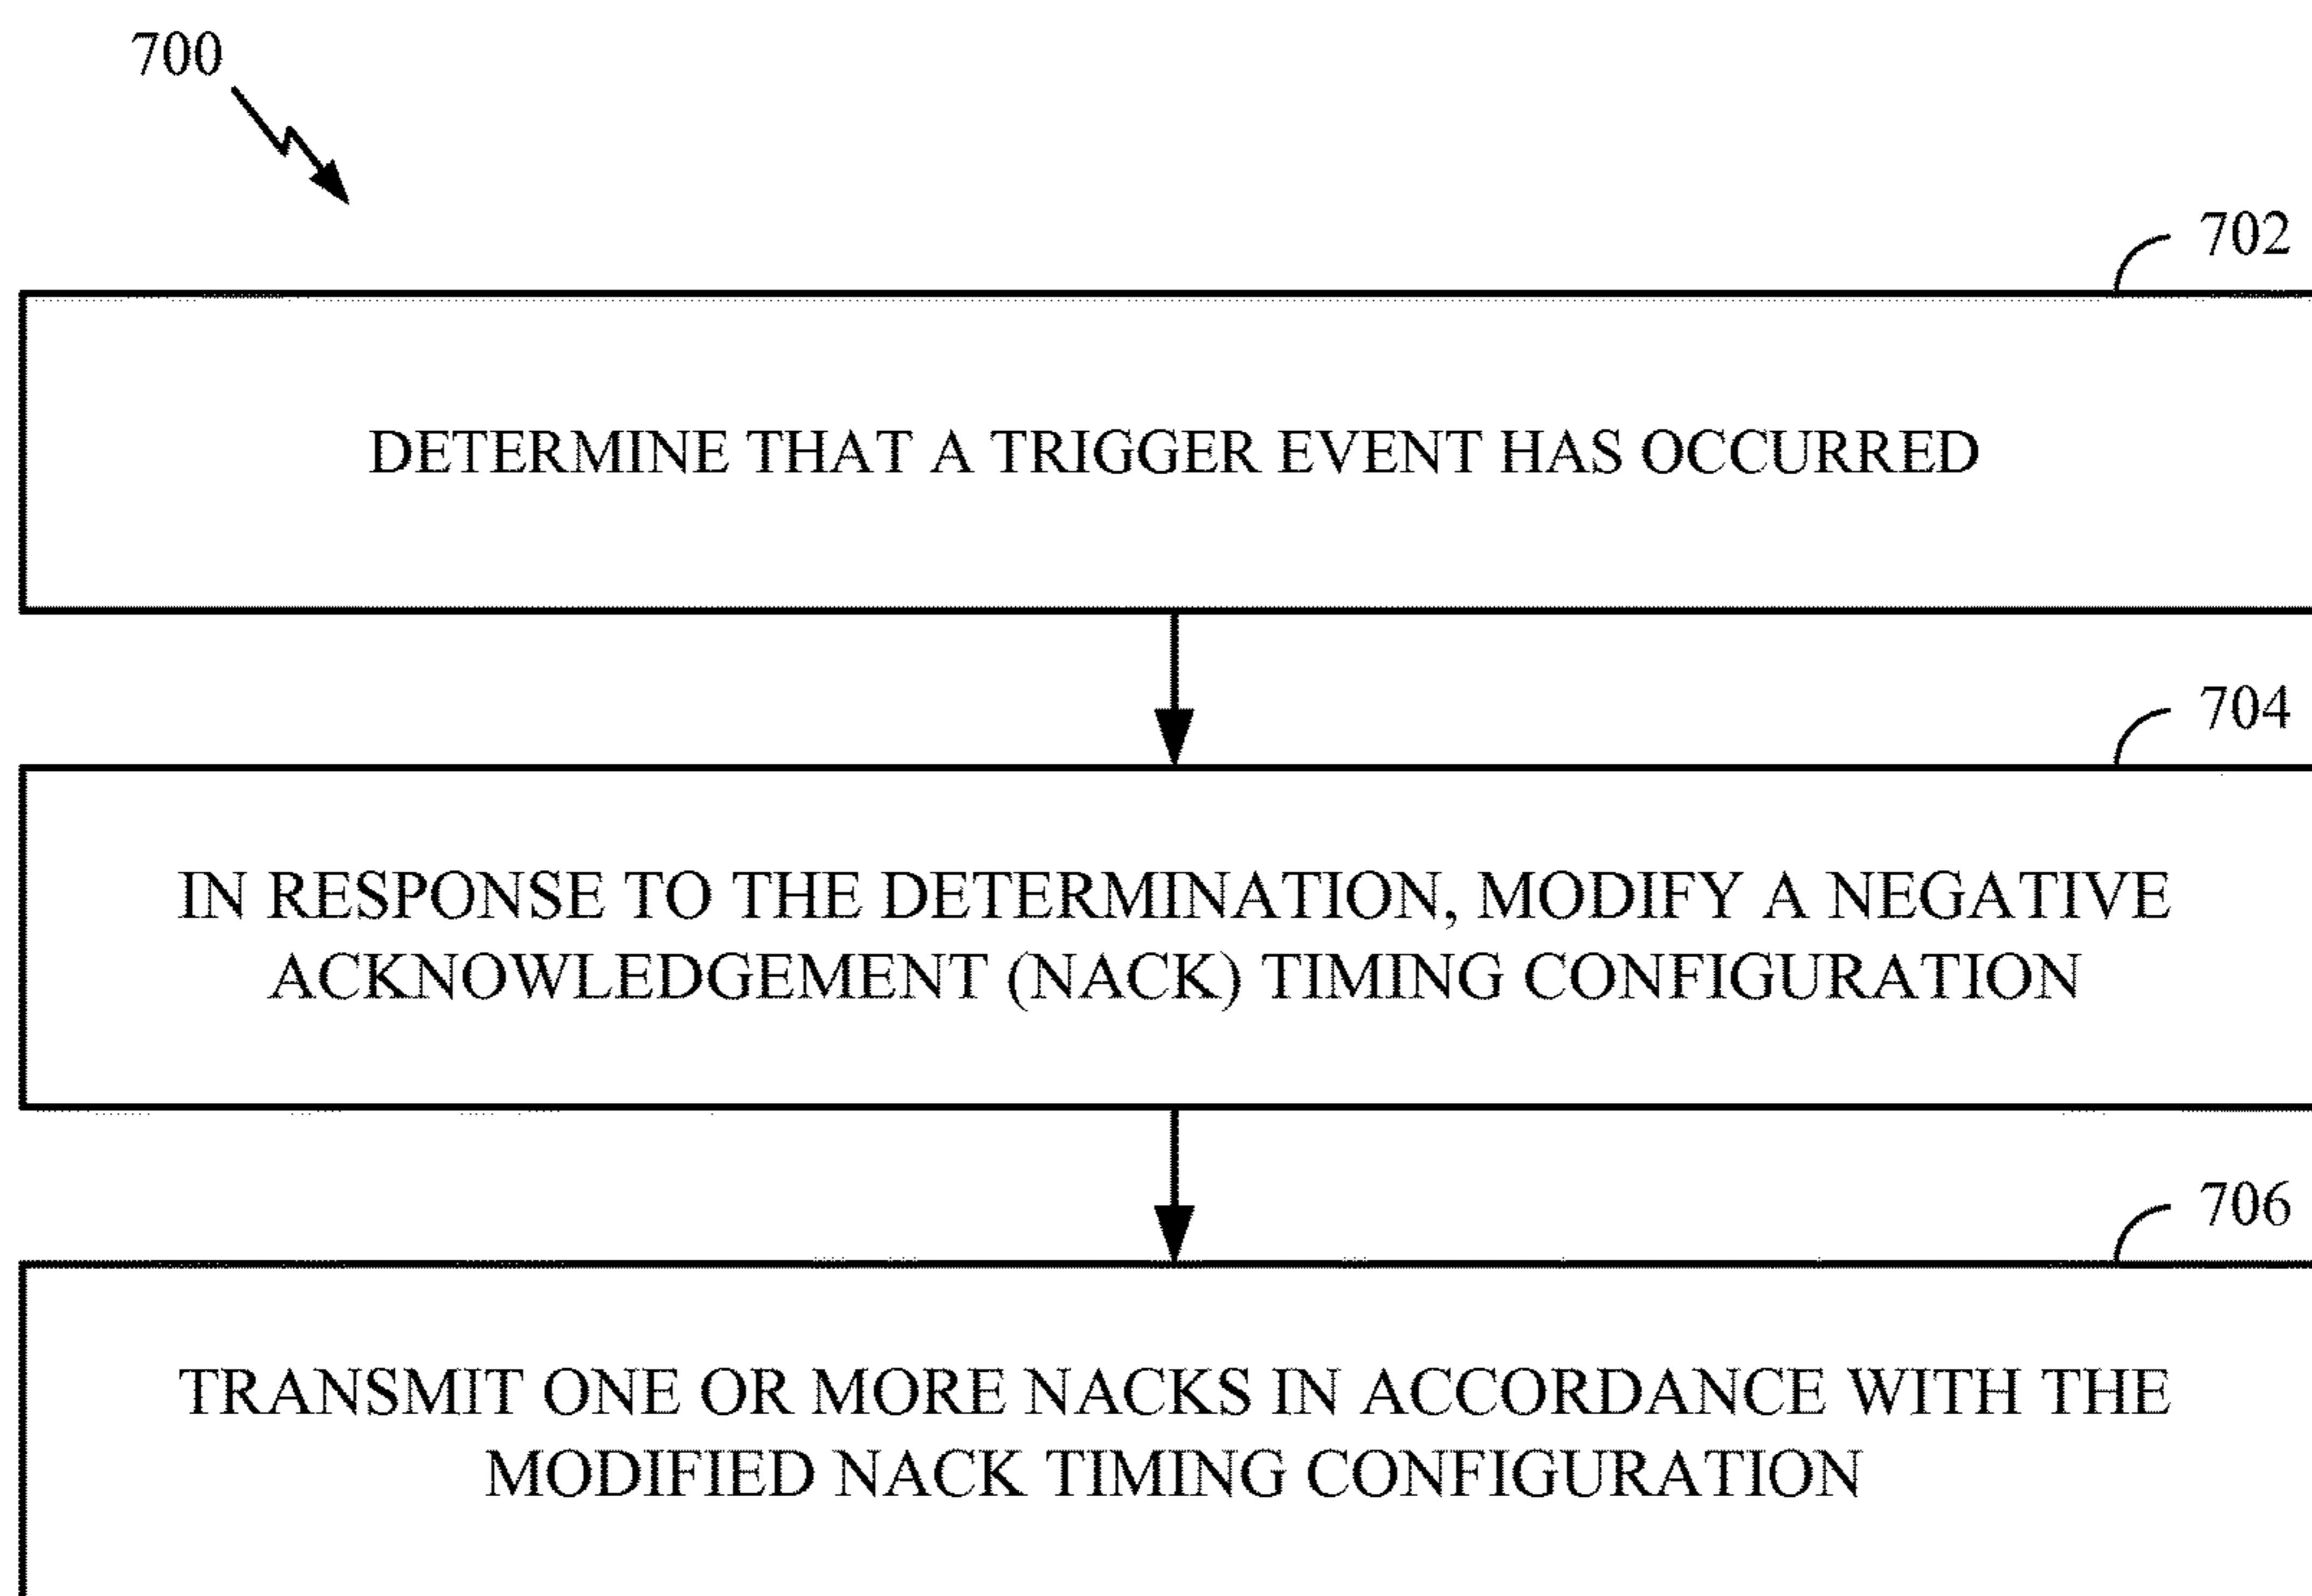 700
702
DETERMINE THAT A TRIGGER EVENT HAS OCCURRED
704
IN RESPONSE TO THE DETERMINATION, MODIFY A NEGATIVE
ACKNOWLEDGEMENT (NACK) TIMING CONFIGURATION
706
TRANSMIT ONE OR MORE NACKS IN ACCORDANCE WITH THE
MODIFIED NACK TIMING CONFIGURATION